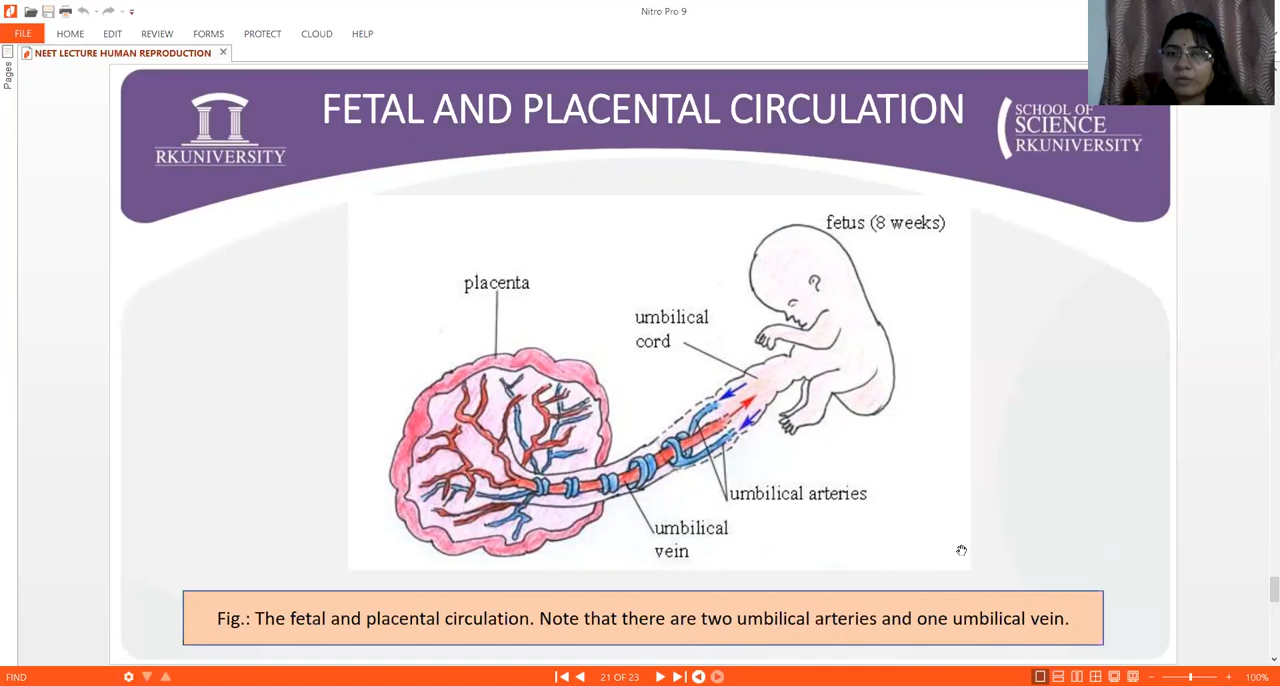 Nitro Pro 9
FILE HOME EDIT REVIEW FORMS PROTECT CLOUD HELP
Pages
NEET LECTURE HUMAN REPRODUCTION
RKUNIVERSITY
FETAL AND PLACENTAL CIRCULATION
SCHOOL OF
SCIENCE
RKUNIVERSITY
fetus (8 weeks)
placenta
umbilical
cord
umbilical arteries
umbilical
vein
Fig.: The fetal and placental circulation. Note that there are two umbilical arteries and one umbilical vein.
FIND
21 OF 23
100%